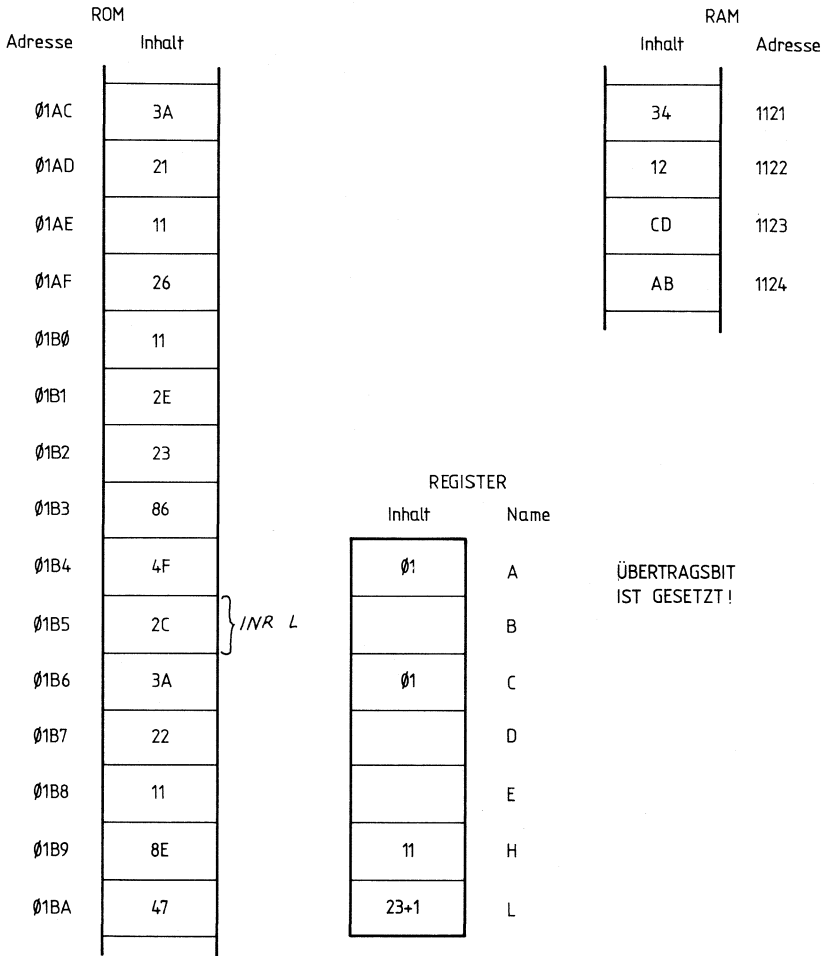 ROM
Adresse Inhalt
Ø1AC 3A
Ø1AD 21
Ø1AE 11
Ø1AF 26
Ø1BØ 11
Ø1B1 2E
Ø1B2 23
Ø1B3 86
Ø1B4 4F
Ø1B5 2C INR L
Ø1B6 3A
Ø1B7 22
Ø1B8 11
Ø1B9 8E
Ø1BA 47
RAM
Inhalt Adresse
34 1121
12 1122
CD 1123
AB 1124
REGISTER
Inhalt Name
Ø1 A
B
Ø1 C
D
E
11 H
23+1 L
ÜBERTRAGSBIT
IST GESETZT!